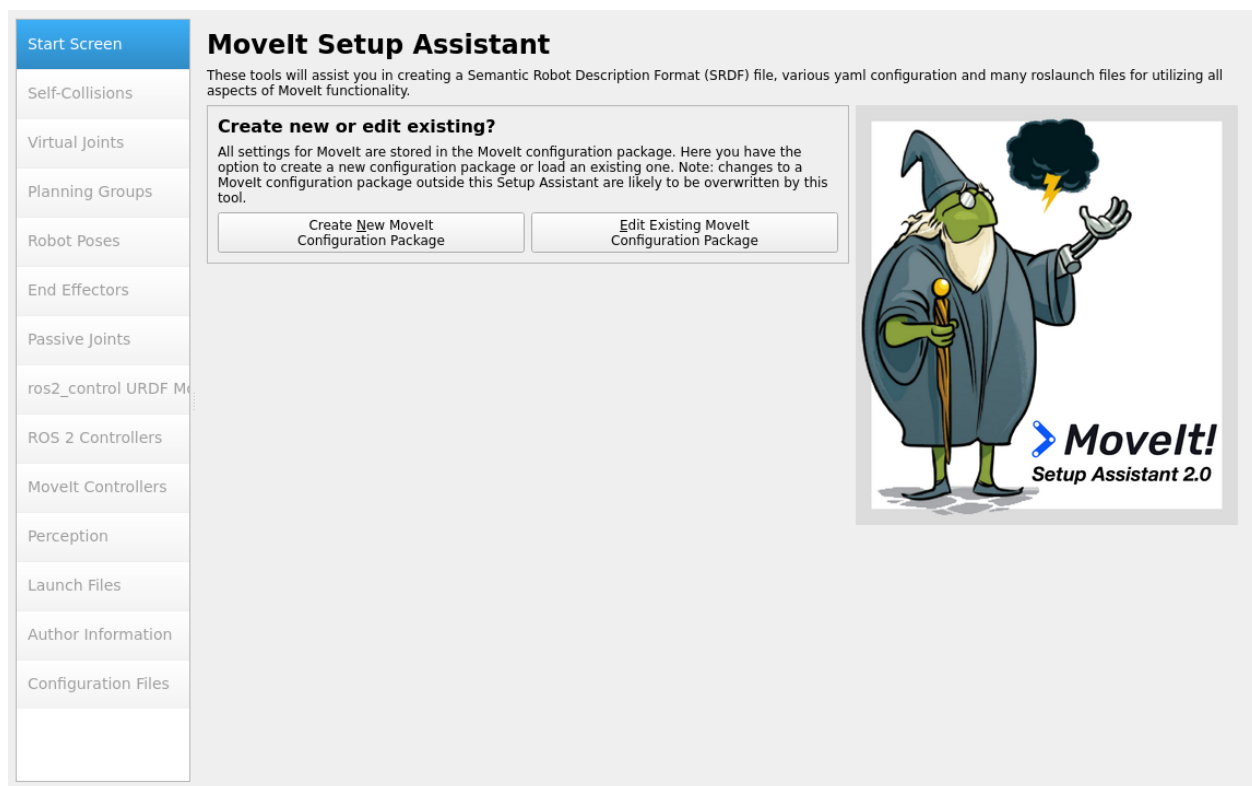 Start Screen
Self-Collisions
Virtual Joints
Planning Groups
Robot Poses
End Effectors
Passive Joints
ros2_control URDF Mo
ROS 2 Controllers
MoveIt Controllers
Perception
Launch Files
Author Information
Configuration Files
MoveIt Setup Assistant
These tools will assist you in creating a Semantic Robot Description Format (SRDF) file, various yaml configuration and many roslaunch files for utilizing all
aspects of MoveIt functionality.
Create new or edit existing?
All settings for MoveIt are stored in the MoveIt configuration package. Here you have the
option to create a new configuration package or load an existing one. Note: changes to a
MoveIt configuration package outside this Setup Assistant are likely to be overwritten by this
tool.
Create New MoveIt
Configuration Package
Edit Existing MoveIt
Configuration Package
MoveIt!
Setup Assistant 2.0